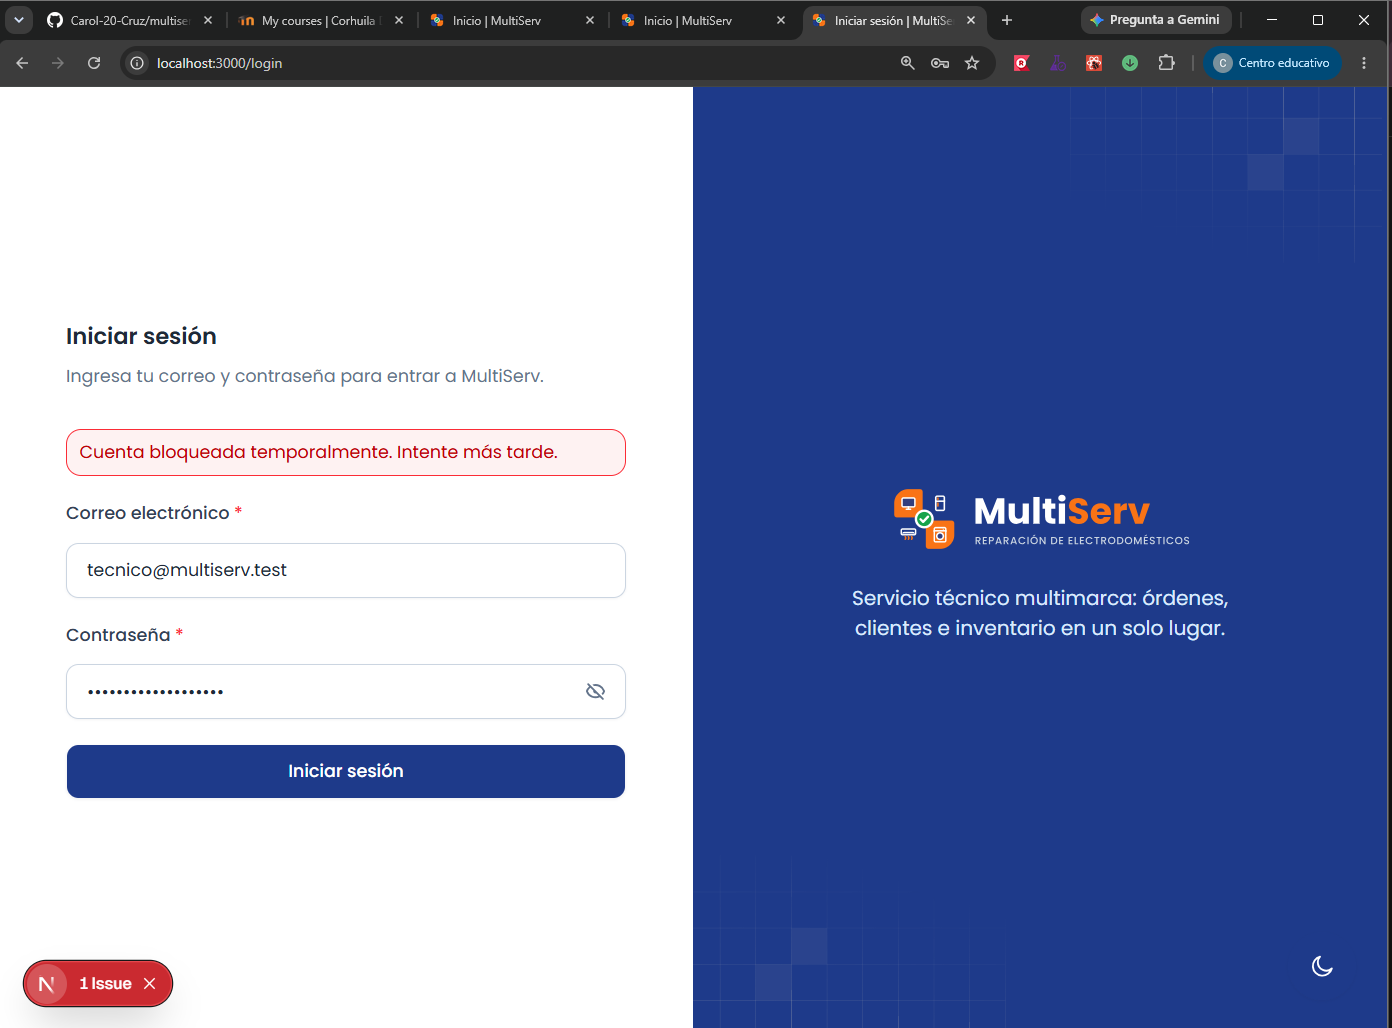 Carol-20-Cruz/multiser
My courses | Corhuila
Inicio | MultiServ
Inicio | MultiServ
Iniciar sesión | MultiSe
Pregunta a Gemini
localhost:3000/login
C
Centro educativo
Iniciar sesión
Ingresa tu correo y contraseña para entrar a MultiServ.
Cuenta bloqueada temporalmente. Intente más tarde.
Correo electrónico *
tecnico@multiserv.test
Contraseña *
Iniciar sesión
MultiServ
REPARACIÓN DE ELECTRODOMÉSTICOS
Servicio técnico multimarca: órdenes,
clientes e inventario en un solo lugar.
N
1 Issue